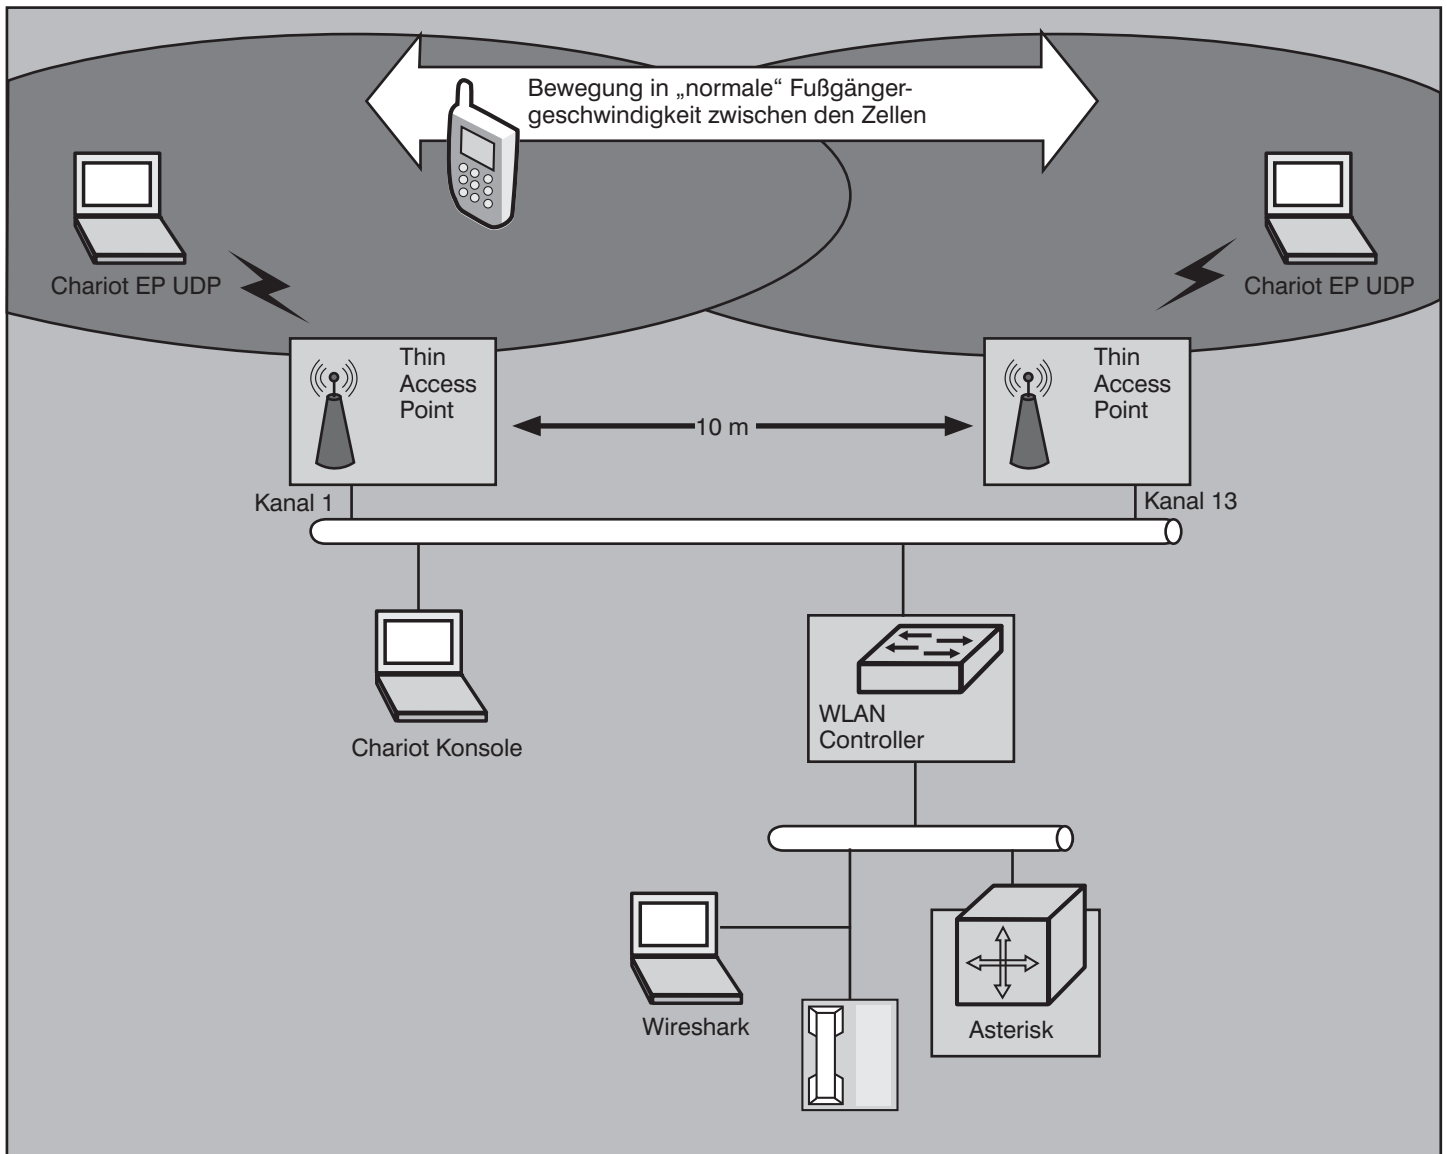 Bewegung in „normale“ Fußgänger-
geschwindigkeit zwischen den Zellen
Chariot EP UDP
Chariot EP UDP
Thin
Access
Point
Thin
Access
Point
10 m
Kanal 1
Kanal 13
Chariot Konsole
WLAN
Controller
Wireshark
Asterisk